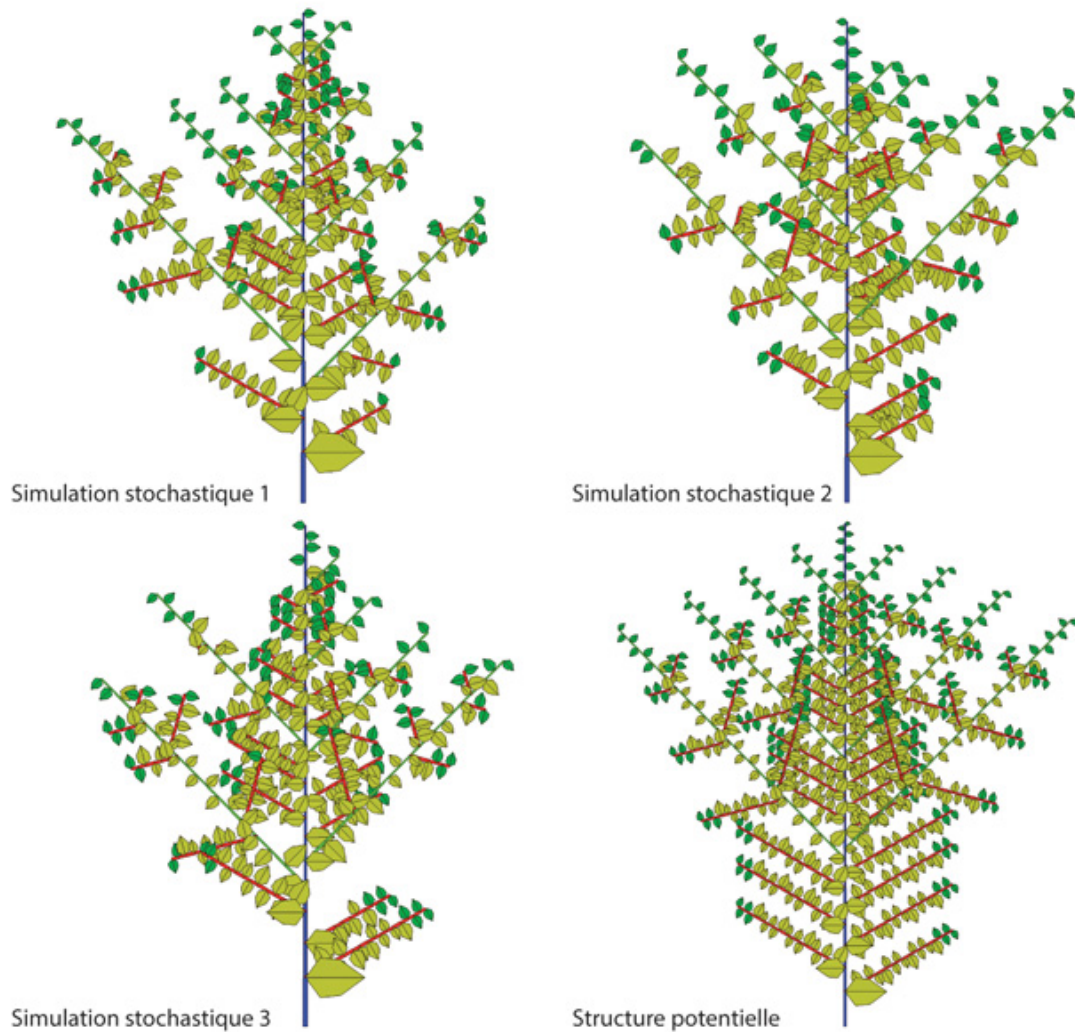 Simulation stochastique 1
Simulation stochastique 2
Simulation stochastique 3
Structure potentielle